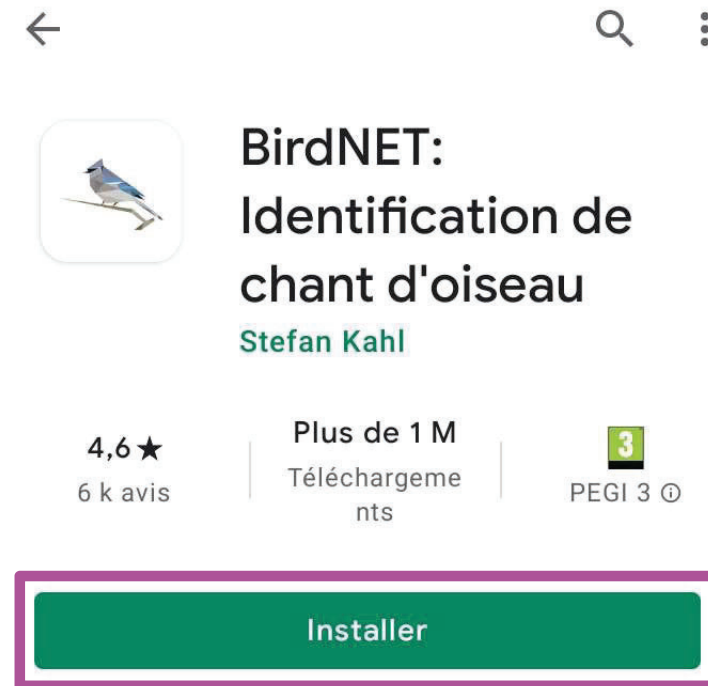 BirdNET:
Identification de
chant d'oiseau
Stefan Kahl
4,6 ★
6 k avis
Plus de 1 M
Téléchargeme
nts
3
PEGI 3 ⓘ
Installer